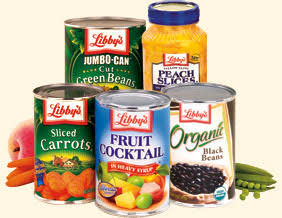 Libby's
JUMBO-CAN
Cut
Green Beans
Libby's
PEACH
SLICES
Libby's
Sliced
Carrots
Libby's
FRUIT
COCKTAIL
IN HEAVY SYRUP
Libby's
Organic
Black
Beans